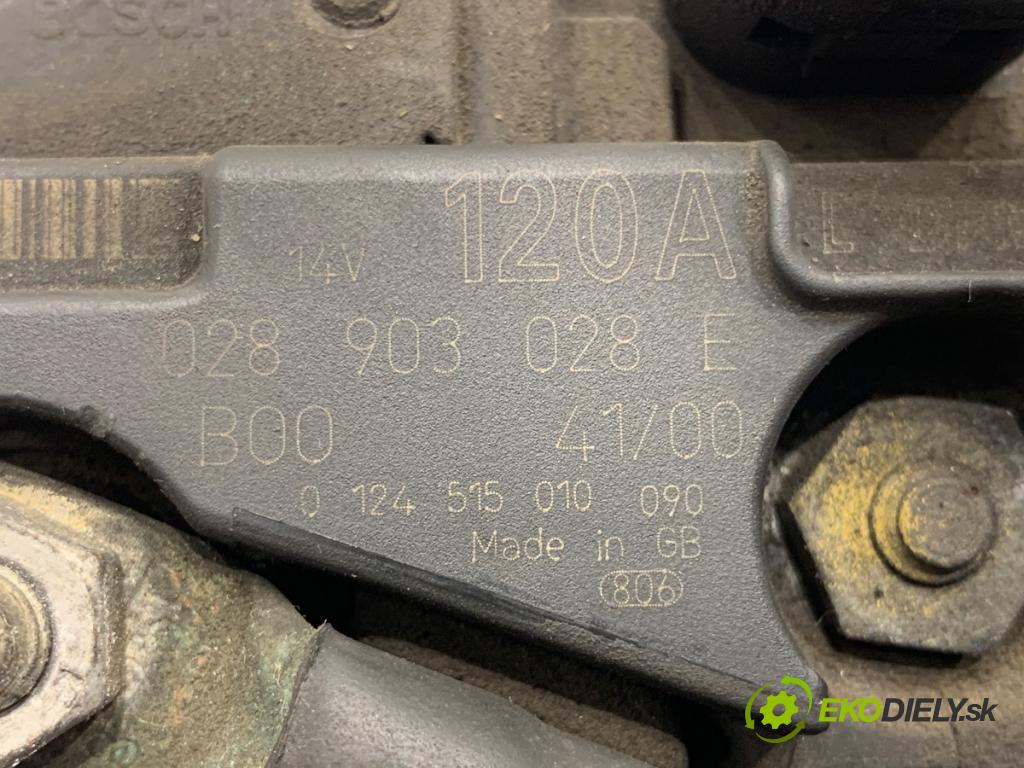 BOSCH
120A
14V
L
028 903 028 E
B00 41/00
0 124 515 010 090
Made in GB
806
EKODIELY.sk